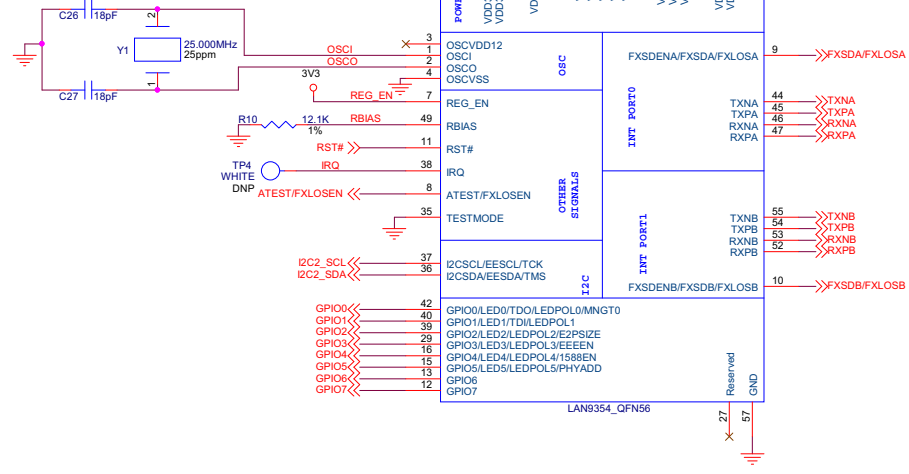 C26
18pF
2
Y1
25.000MHz
25ppm
1
C27
18pF
OSCI
OSCO
3V3
REG_EN
R10
12.1K
1%
RBIAS
RST#
TP4
WHITE
DNP
IRQ
ATEST/FXLOSEN
I2C2_SCL
I2C2_SDA
GPIO0
GPIO1
GPIO2
GPIO3
GPIO4
GPIO5
GPIO6
GPIO7
3
1
2
4
7
49
11
38
8
35
37
36
42
40
39
29
16
15
13
12
OSCVDD12
OSCI
OSCO
OSCVSS
REG_EN
RBIAS
RST#
IRQ
ATEST/FXLOSEN
TESTMODE
I2CSCL/EESCL/TCK
I2CSDA/EESDA/TMS
GPIO0/LED0/TDO/LEDPOL0/MNGT0
GPIO1/LED1/TDI/LEDPOL1
GPIO2/LED2/LEDPOL2/E2PSIZE
GPIO3/LED3/LEDPOL3/EEEEN
GPIO4/LED4/LEDPOL4/1588EN
GPIO5/LED5/LEDPOL5/PHYADD
GPIO6
GPIO7
OSC
OTHER
SIGNALS
I2C
INT PORT0
INT PORT1
FXSDENA/FXSDA/FXLOSA
TXNA
TXPA
RXNA
RXPA
TXNB
TXPB
RXNB
RXPB
FXSDENB/FXSDB/FXLOSB
9
44
45
46
47
55
54
53
52
10
FXSDA/FXLOSA
TXNA
TXPA
RXNA
RXPA
TXNB
TXPB
RXNB
RXPB
FXSDB/FXLOSB
Reserved
GND
LAN9354_QFN56
27
57